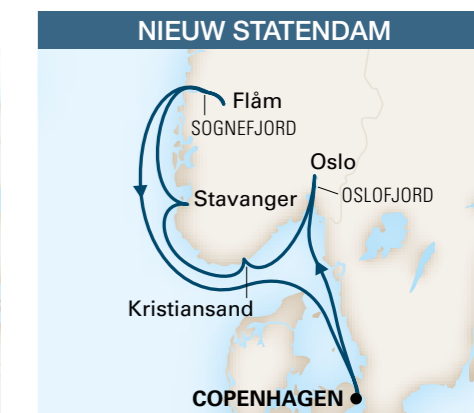 NIEUW STATENDAM
Flåm
SOGNEFJORD
Oslo
OSLOFJORD
Stavanger
Kristiansand
COPENHAGEN